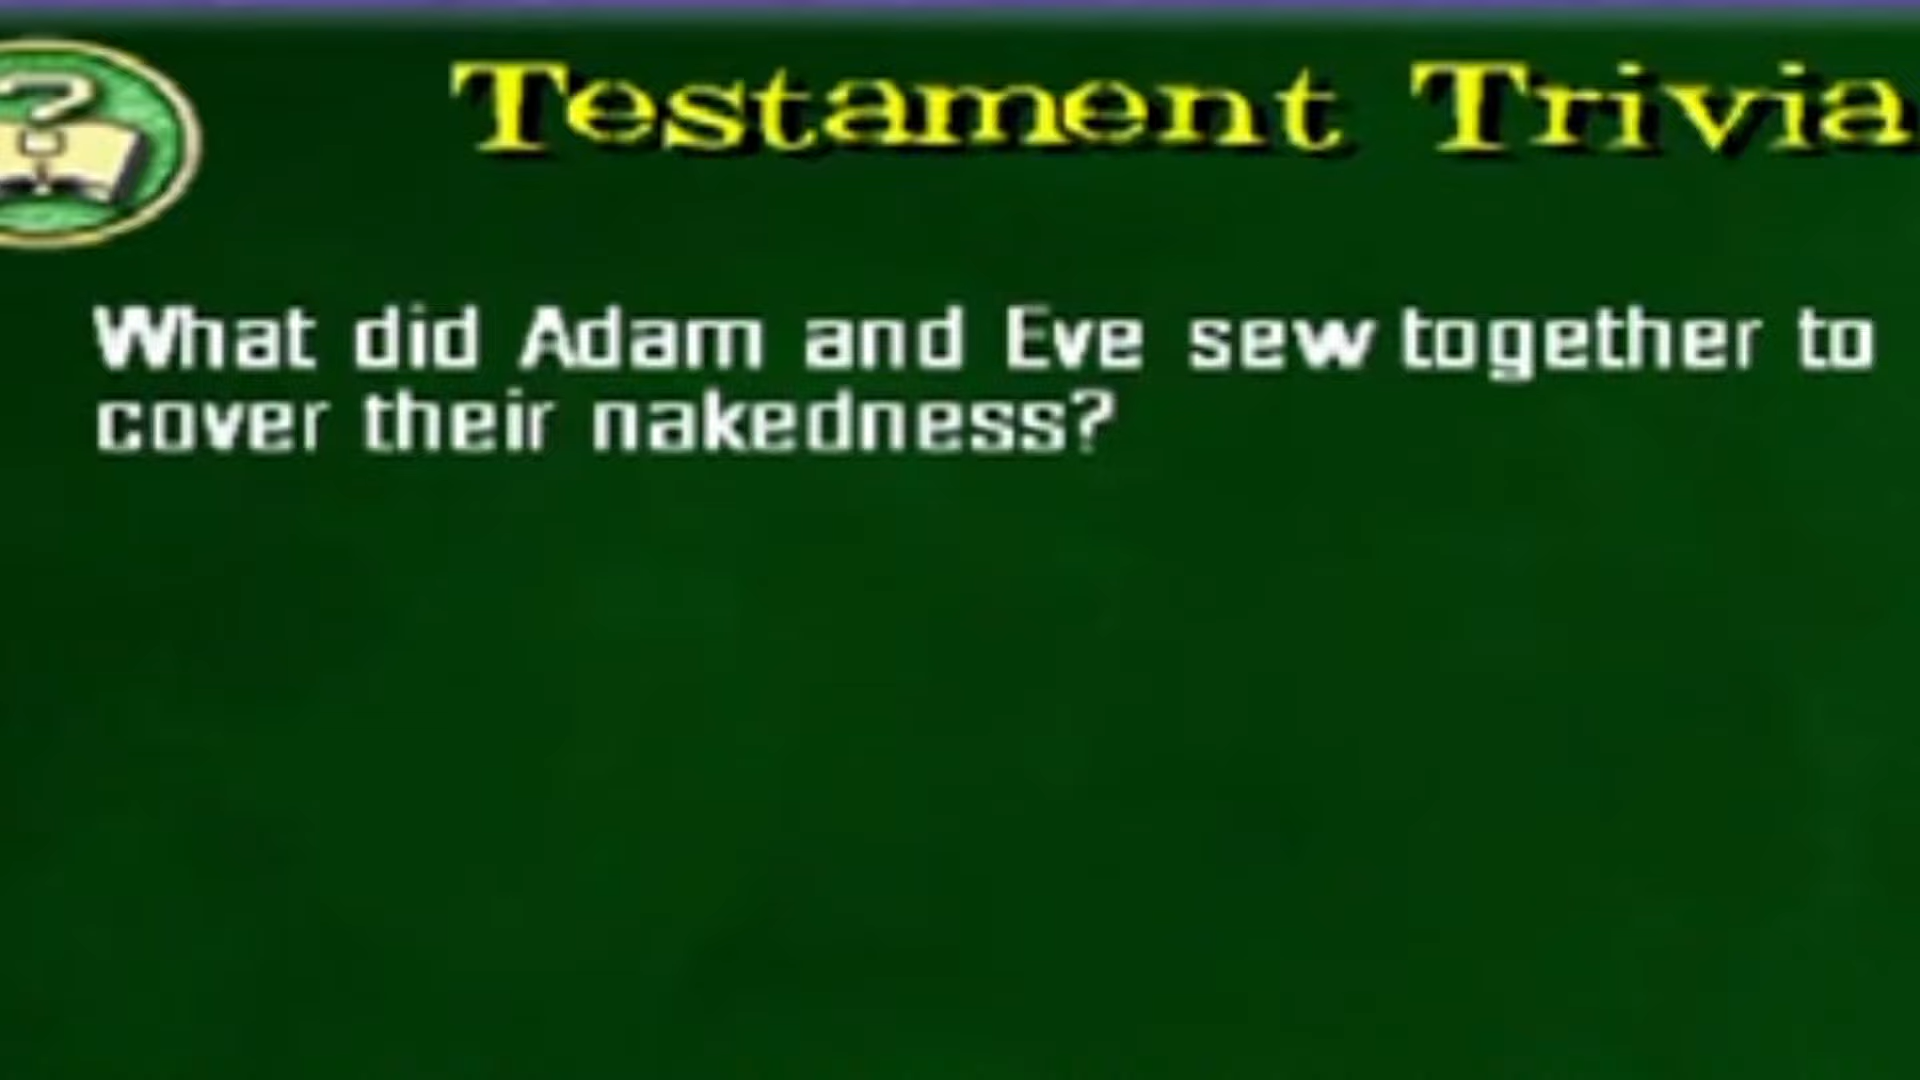 Testament Trivia
What did Adam and Eve sew together to
cover their nakedness?